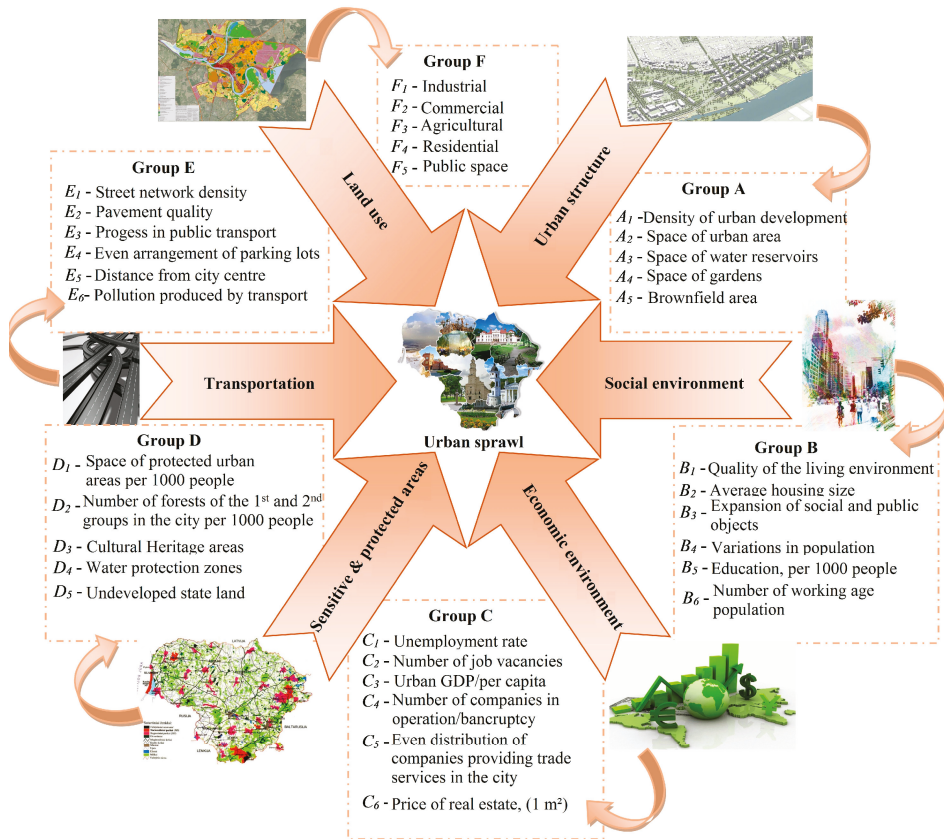 Group F
F1 - Industrial
F2 - Commercial
F3 - Agricultural
F4 - Residential
F5 - Public space
Land use
Urban structure
Group E
E1 - Street network density
E2 - Pavement quality
E3 - Progess in public transport
E4 - Even arrangement of parking lots
E5 - Distance from city centre
E6 - Pollution produced by transport
Group A
A1 - Density of urban development
A2 - Space of urban area
A3 - Space of water reservoirs
A4 - Space of gardens
A5 - Brownfield area
Transportation
Urban sprawl
Social environment
Group D
D1 - Space of protected urban
areas per 1000 people
D2 - Number of forests of the 1st and 2nd
groups in the city per 1000 people
D3 - Cultural Heritage areas
D4 - Water protection zones
D5 - Undeveloped state land
Sensitive & protected areas
Economic environment
Group B
B1 - Quality of the living environment
B2 - Average housing size
B3 - Expansion of social and public
objects
B4 - Variations in population
B5 - Education, per 1000 people
B6 - Number of working age
population
Group C
C1 - Unemployment rate
C2 - Number of job vacancies
C3 - Urban GDP/per capita
C4 - Number of companies in
operation/bancruptcy
C5 - Even distribution of
companies providing trade
services in the city
C6 - Price of real estate, (1 m²)
LATVIJA
RUSIJA
LENKIJA